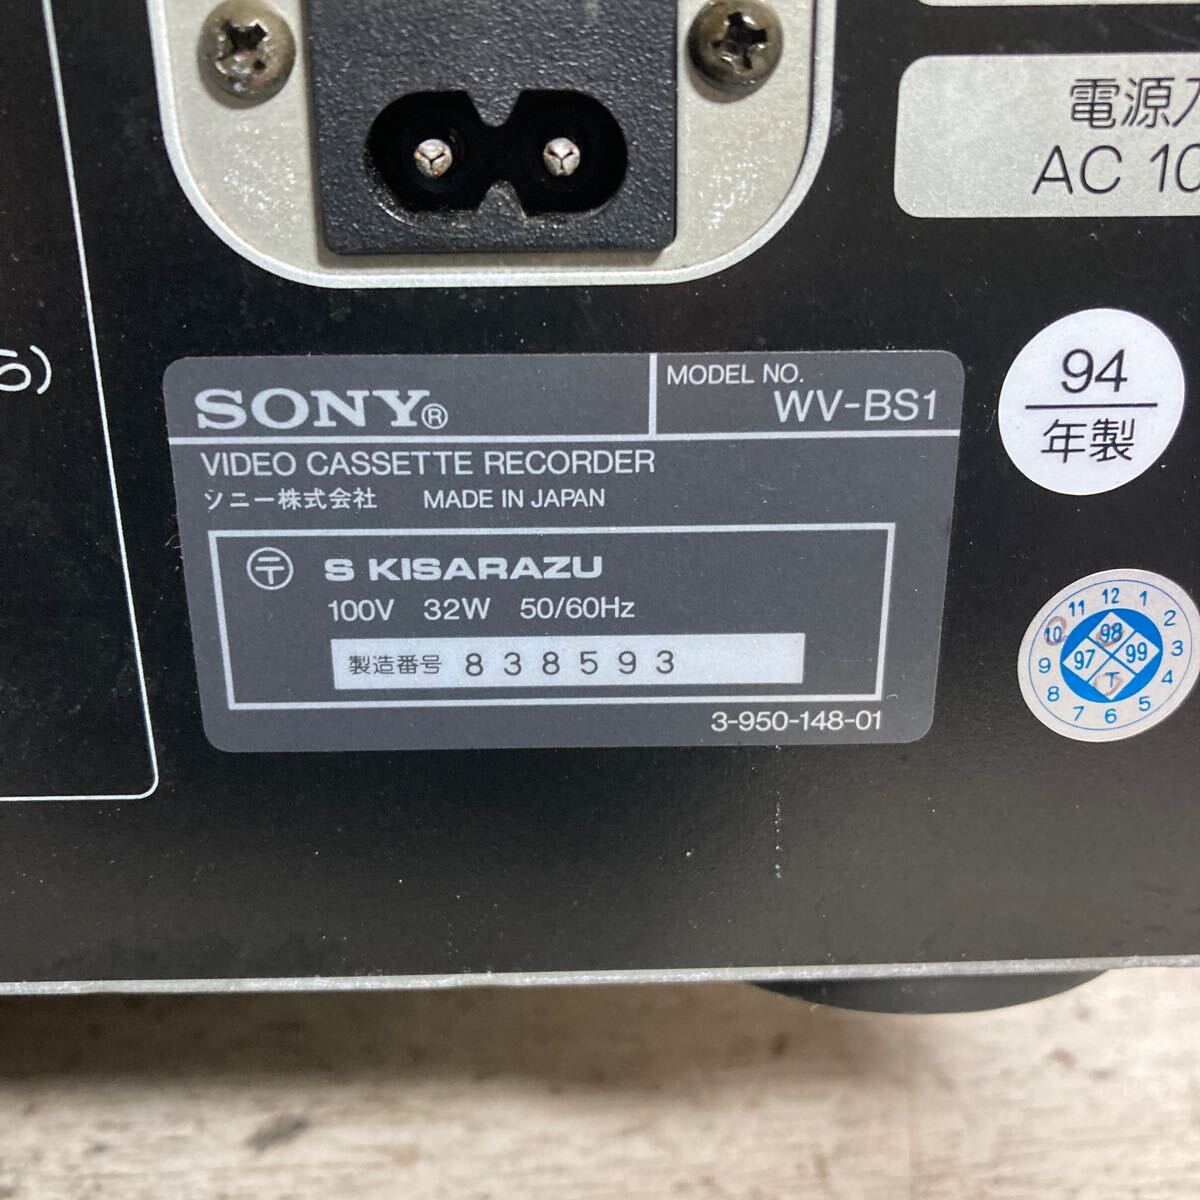 電源入
AC 10
6)
94
年製
SONY®
MODEL NO.
WV-BS1
VIDEO CASSETTE RECORDER
ソニー株式会社 MADE IN JAPAN
〒 S KISARAZU
100V 32W 50/60Hz
製造番号 838593
3-950-148-01
11 12 1 2 3 4 5 6 7 8 9 10
98
97 99
T